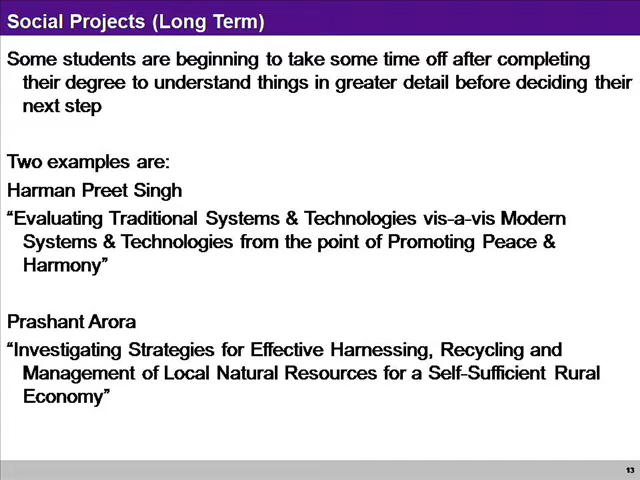 Social Projects (Long Term)
Some students are beginning to take some time off after completing
their degree to understand things in greater detail before deciding their
next step
Two examples are:
Harman Preet Singh
“Evaluating Traditional Systems & Technologies vis-a-vis Modern
Systems & Technologies from the point of Promoting Peace &
Harmony”
Prashant Arora
“Investigating Strategies for Effective Harnessing, Recycling and
Management of Local Natural Resources for a Self-Sufficient Rural
Economy”
13